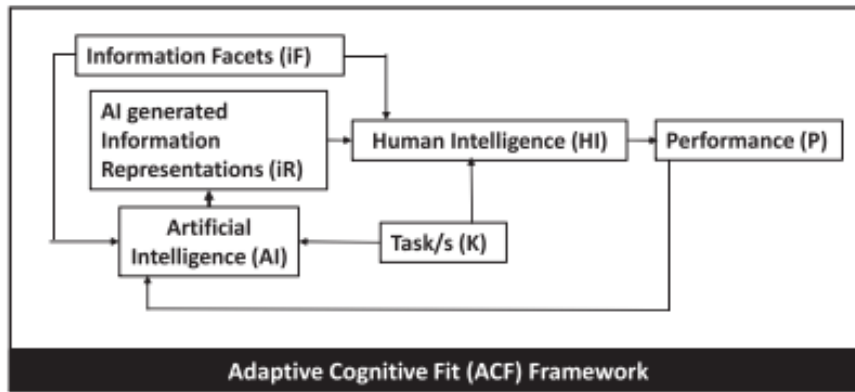 Information Facets (iF)
AI generated
Information
Representations (iR)
Human Intelligence (HI)
Performance (P)
Artificial
Intelligence (AI)
Task/s (K)
Adaptive Cognitive Fit (ACF) Framework